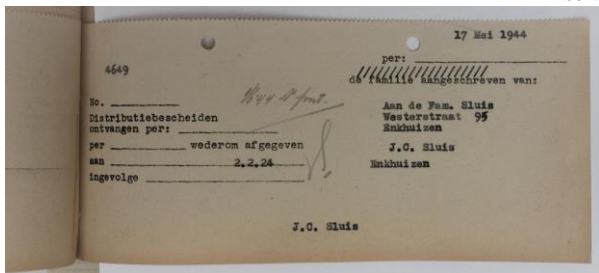 17 Mei 1944
4649
per:
de familie aangeschreven van:
No.
Distributiebescheiden
ontvangen per:
per wederom afgegeven
aan 2.2.24
ingevolge
Aan de Fam. Sluis
Westerstraat 95
Enkhuizen
J.C. Sluis
Enkhuizen
J.C. Sluis